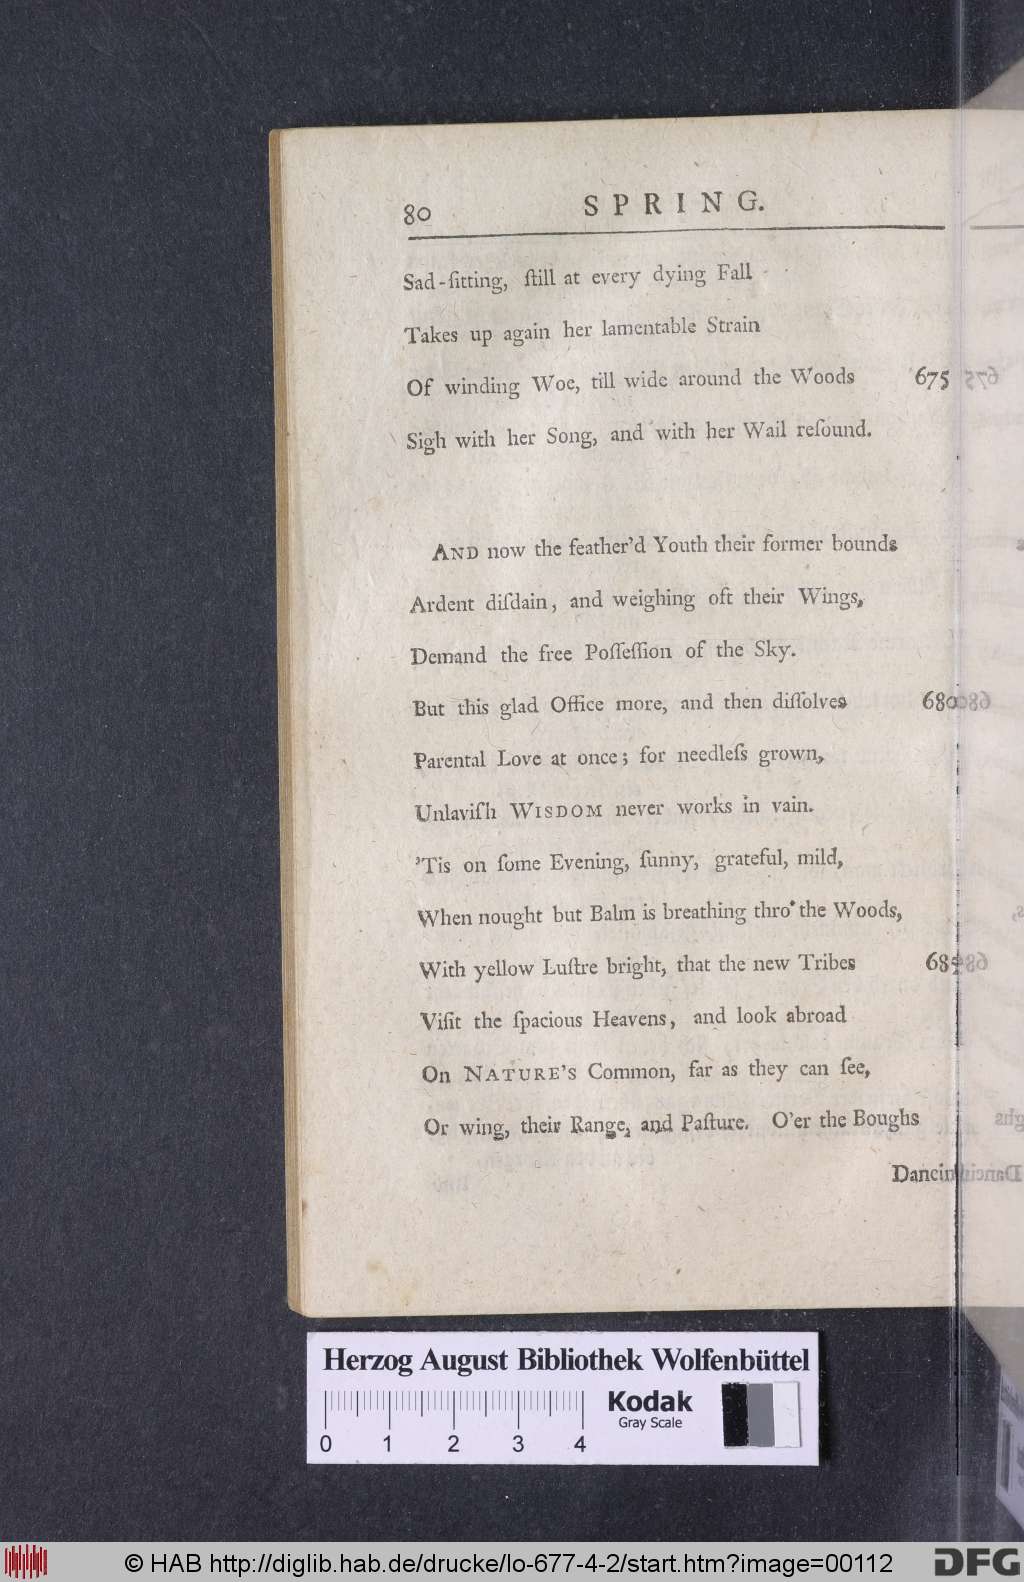 80 SPRING.
Sad-ſitting, ſtill at every dying Fall
Takes up again her lamentable Strain
Of winding Woe, till wide around the Woods 675
Sigh with her Song, and with her Wail reſound.
AND now the feather'd Youth their former bounds
Ardent diſdain, and weighing oft their Wings,
Demand the free Poſſeſſion of the Sky.
But this glad Office more, and then diſſolves 680
Parental Love at once; for needleſs grown,
Unlaviſh WISDOM never works in vain.
'Tis on ſome Evening, ſunny, grateful, mild,
When nought but Balm is breathing thro' the Woods,
With yellow Luſtre bright, that the new Tribes 685
Viſit the ſpacious Heavens, and look abroad
On NATURE'S Common, far as they can ſee,
Or wing, their Range, and Paſture. O'er the Boughs
Dancin
Herzog August Bibliothek Wolfenbüttel
Kodak
Gray Scale
0 1 2 3 4
© HAB http://diglib.hab.de/drucke/lo-677-4-2/start.htm?image=00112
DFG